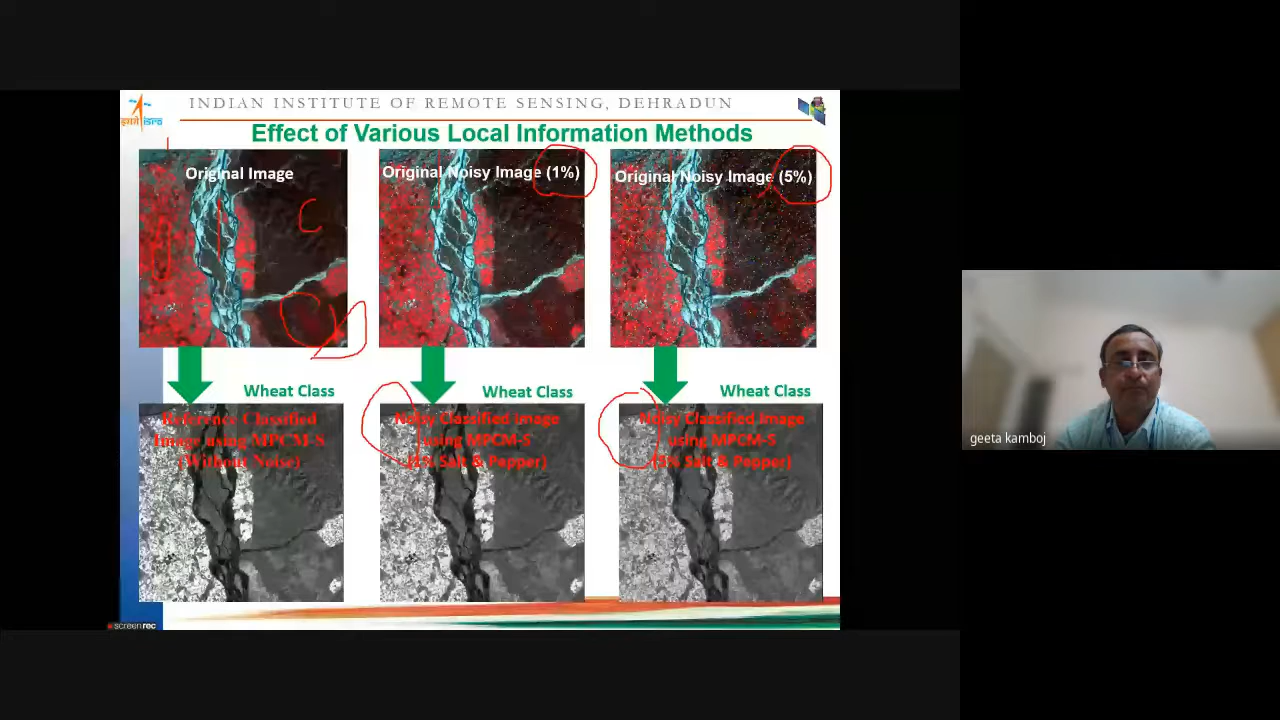 INDIAN INSTITUTE OF REMOTE SENSING, DEHRADUN
इसरो isro
Effect of Various Local Information Methods
Original Image
Original Noisy Image (1%)
Original Noisy Image (5%)
Wheat Class
Wheat Class
Wheat Class
Reference Classified
Image using MPCM-S
(Without Noise)
Noisy Classified Image
using MPCM-S
(1% Salt & Pepper)
Noisy Classified Image
using MPCM-S
(5% Salt & Pepper)
geeta kamboj
screenrec